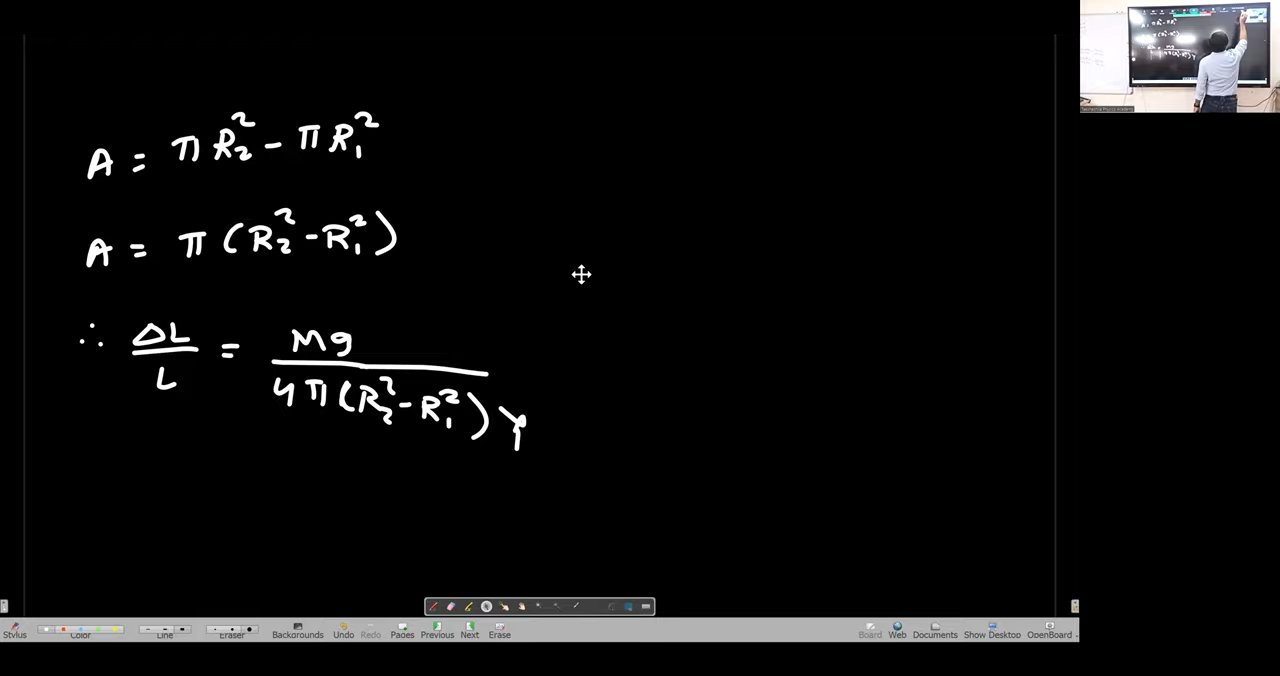 A = πR₂² - πR₁²
A = π(R₂² - R₁²)
∴ ΔL/L = Mg/4π(R₂² - R₁²)Y
Stylus Color Line Eraser Backgrounds Undo Redo Pages Previous Next Erase Board Web Documents Show Desktop OpenBoard